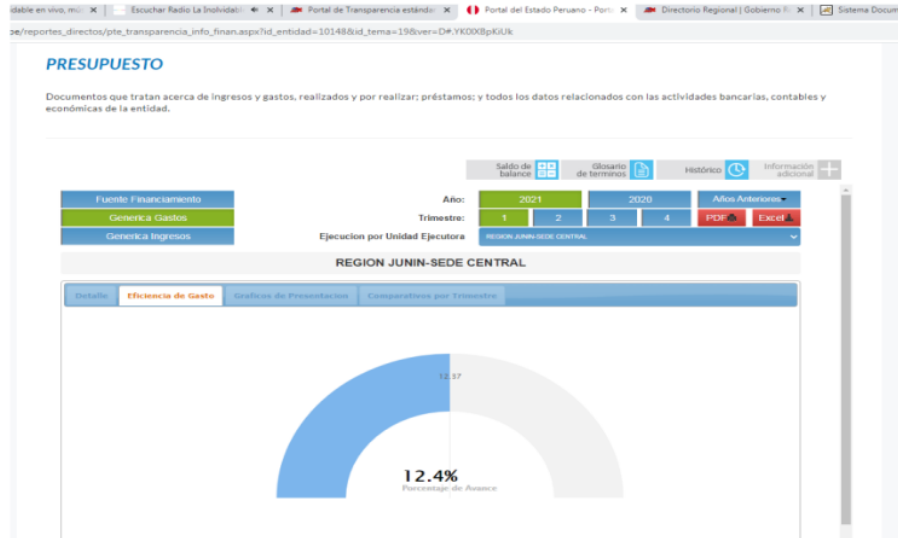 idable en vivo, mús X
Escuchar Radio La Inolvidabl X
Portal de Transparencia estándar X
Portal del Estado Peruano - Port X
Directorio Regional | Gobierno R X
Sistema Docum
pe/reportes_directos/pte_transparencia_info_finan.aspx?id_entidad=10148&id_tema=19&ver=D#.YK0XBpKiUk
PRESUPUESTO
Documentos que tratan acerca de ingresos y gastos, realizados y por realizar; préstamos; y todos los datos relacionados con las actividades bancarias, contables y
económicas de la entidad.
Saldo de
balance
Glosario
de terminos
Histórico
Información
adicional
Fuente Financiamiento
Año:
2021
2020
Años Anteriores
Generica Gastos
Trimestre:
1
2
3
4
PDF
Excel
Generica Ingresos
Ejecucion por Unidad Ejecutora
REGION JUNIN-SEDE CENTRAL
REGION JUNIN-SEDE CENTRAL
Detalle
Eficiencia de Gasto
Graficos de Presentacion
Comparativos por Trimestre
12.37
12.4%
Porcentaje de Avance